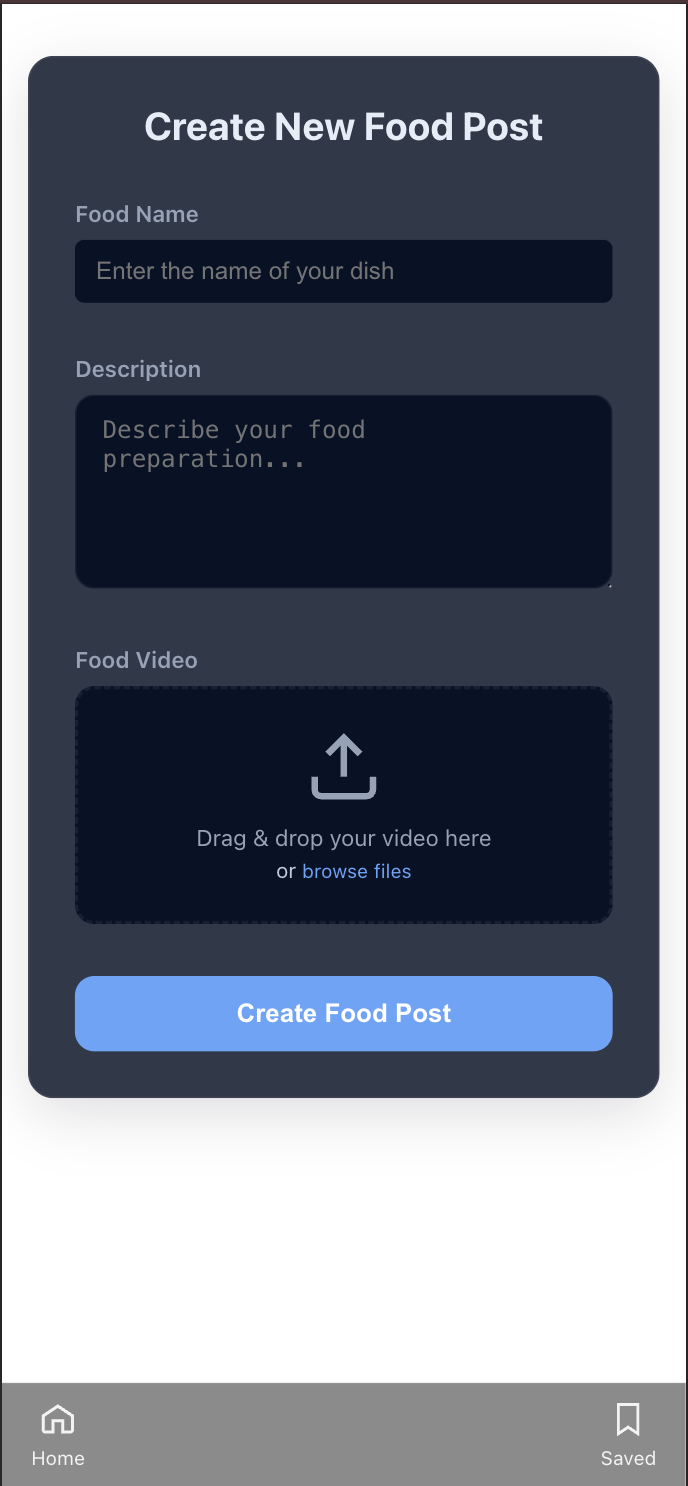 Create New Food Post
Food Name
Enter the name of your dish
Description
Describe your food
preparation...
Food Video
Drag & drop your video here
or browse files
Create Food Post
Home
Saved